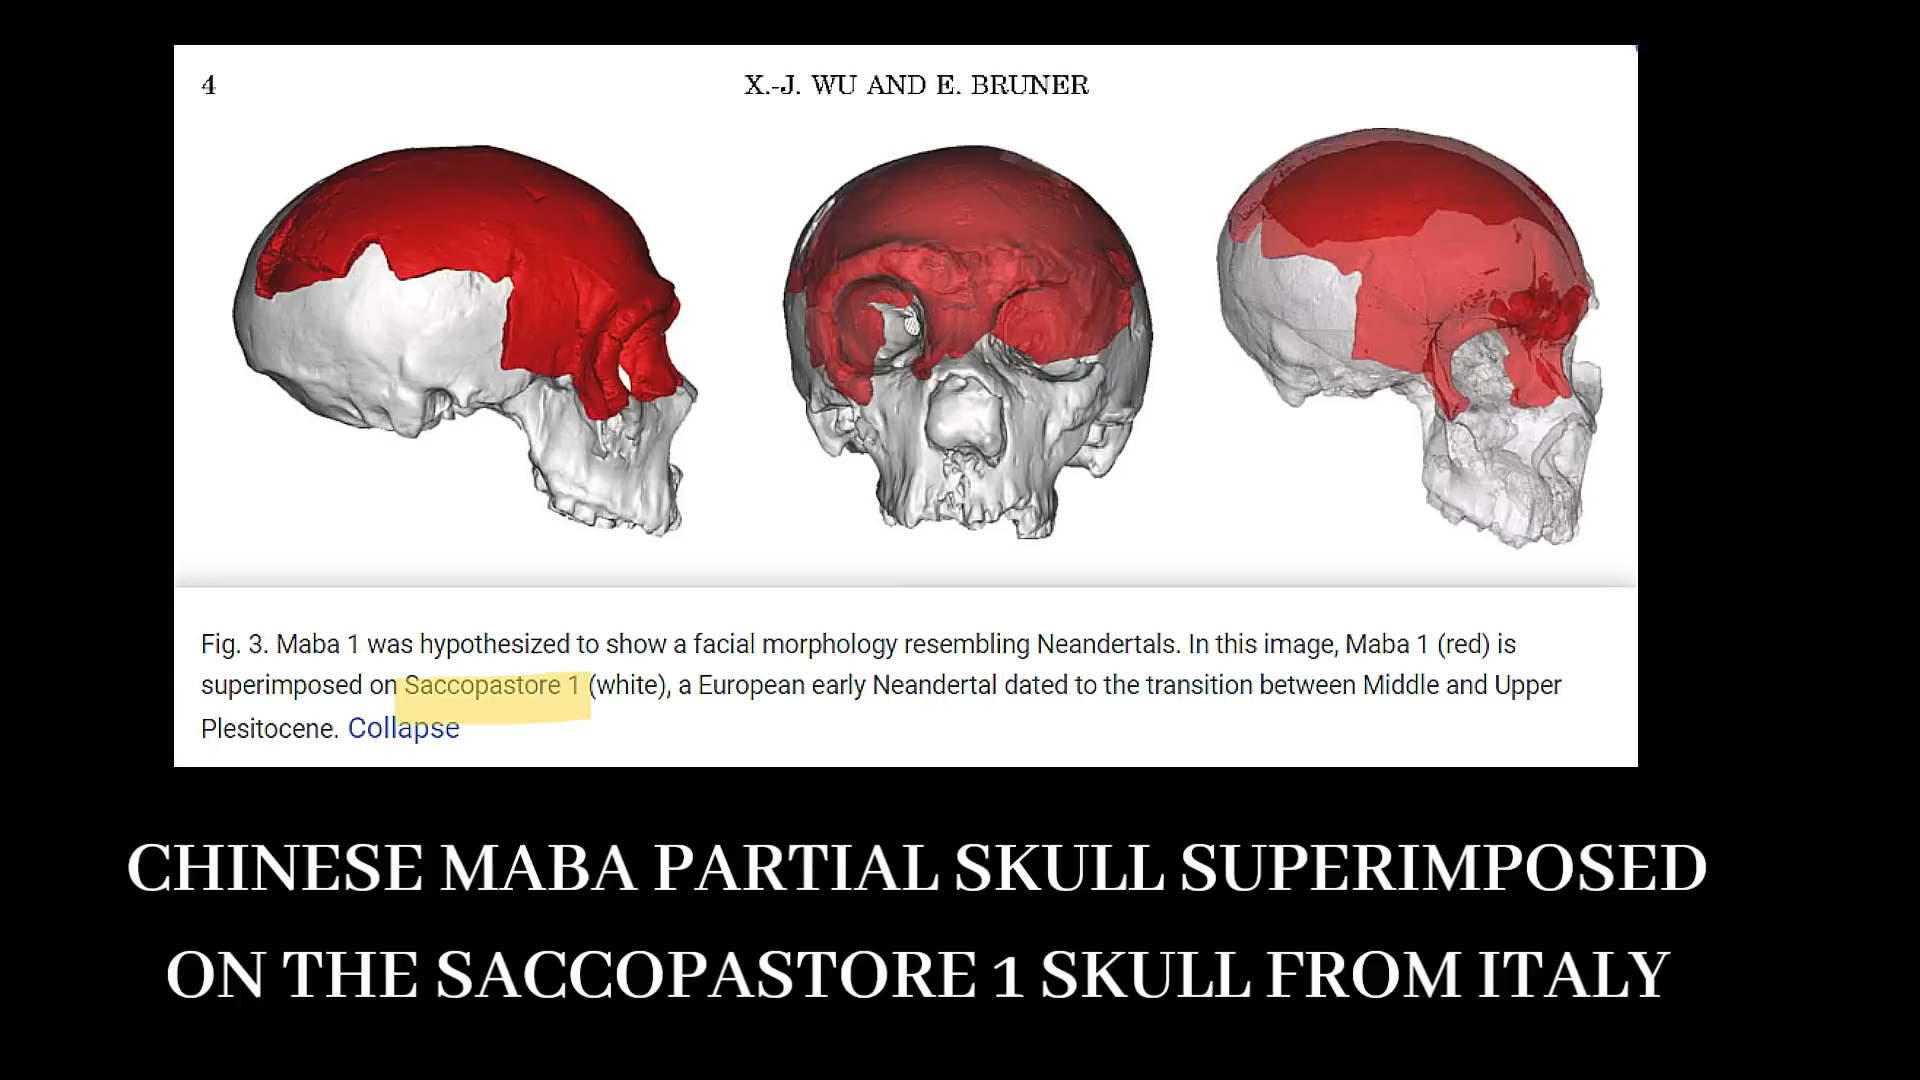 4
X.-J. WU AND E. BRUNER
Fig. 3. Maba 1 was hypothesized to show a facial morphology resembling Neandertals. In this image, Maba 1 (red) is
superimposed on Saccopastore 1 (white), a European early Neandertal dated to the transition between Middle and Upper
Plesitocene. Collapse
CHINESE MABA PARTIAL SKULL SUPERIMPOSED
ON THE SACCOPASTORE 1 SKULL FROM ITALY